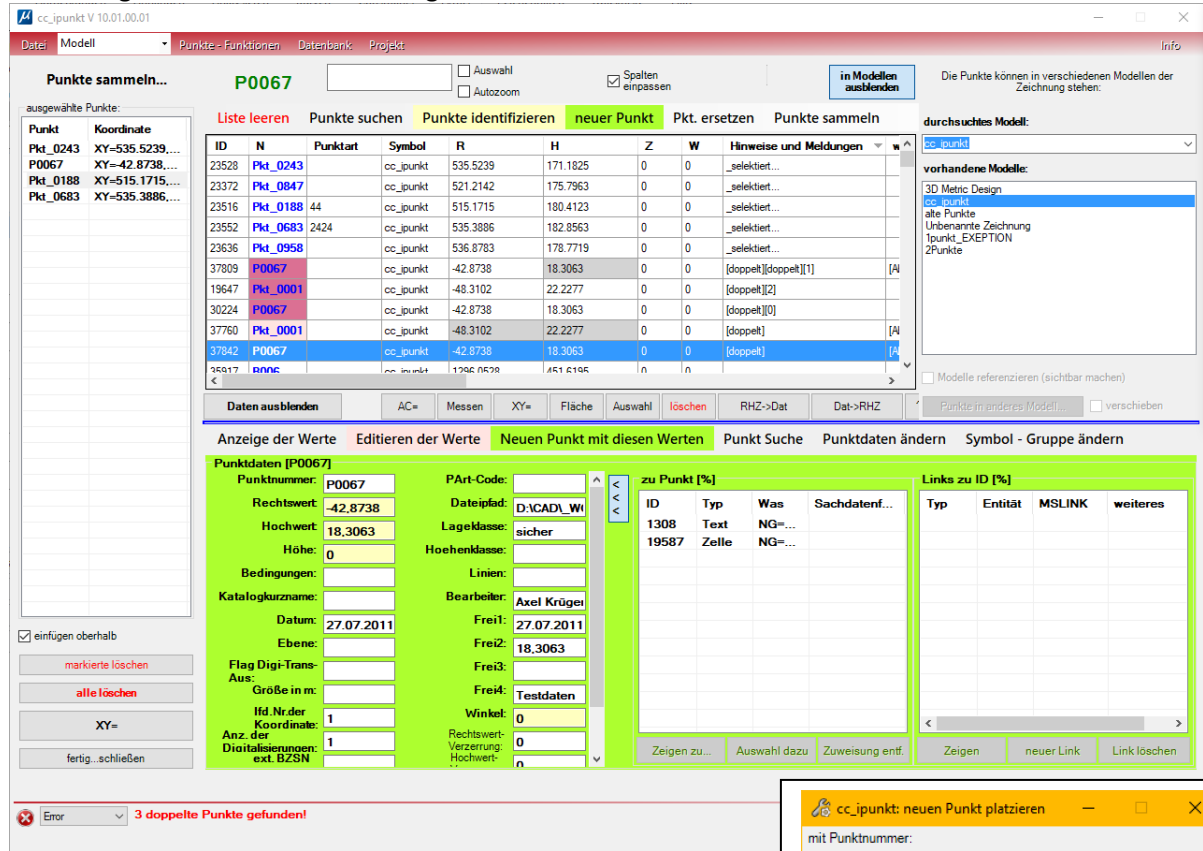 cc_ipunkt V 10.01.00.01
Datei Modell Punkte - Funktionen Datenbank Projekt Info
Punkte sammeln...
ausgewählte Punkte:
Punkt Koordinate
Pkt_0243 XY=535.5239,...
P0067 XY=-42.8738,...
Pkt_0188 XY=515.1715,...
Pkt_0683 XY=535.3886,...
einfügen oberhalb
markierte löschen
alle löschen
XY=
fertig...schließen
P0067
Auswahl
Autozoom
Spalten einpassen
in Modellen ausblenden
Liste leeren Punkte suchen Punkte identifizieren neuer Punkt Pkt. ersetzen Punkte sammeln
ID N Punktart Symbol R H Z W Hinweise und Meldungen
23528 Pkt_0243 cc_ipunkt 535.5239 171.1825 0 0 _selektiert...
23372 Pkt_0847 cc_ipunkt 521.2142 175.7963 0 0 _selektiert...
23516 Pkt_0188 44 cc_ipunkt 515.1715 180.4123 0 0 _selektiert...
23552 Pkt_0683 2424 cc_ipunkt 535.3886 182.8563 0 0 _selektiert...
23636 Pkt_0958 cc_ipunkt 536.8783 178.7719 0 0 _selektiert...
37809 P0067 cc_ipunkt -42.8738 18.3063 0 0 [doppelt][doppelt][1]
19647 Pkt_0001 cc_ipunkt -48.3102 22.2277 0 0 [doppelt][2]
30224 P0067 cc_ipunkt -42.8738 18.3063 0 0 [doppelt][0]
37760 Pkt_0001 cc_ipunkt -48.3102 22.2277 0 0 [doppelt]
37842 P0067 cc_ipunkt -42.8738 18.3063 0 0 [doppelt]
35917 B006 cc_ipunkt 1296.0528 451.6195 0 0
Daten ausblenden AC= Messen XY= Fläche Auswahl löschen RHZ->Dat Dat->RHZ
Die Punkte können in verschiedenen Modellen der
Zeichnung stehen:
durchsuchtes Modell:
cc_ipunkt
vorhandene Modelle:
3D Metric Design
cc_ipunkt
alte Punkte
Unbenannte Zeichnung
1punkt_EXEPTION
2Punkte
Modelle referenzieren (sichtbar machen)
Punkte in anderes Modell... verschieben
Anzeige der Werte Editieren der Werte Neuen Punkt mit diesen Werten Punkt Suche Punktdaten ändern Symbol - Gruppe ändern
Punktdaten [P0067]
Punktnummer: P0067
Rechtswert: -42,8738
Hochwert: 18,3063
Höhe: 0
Bedingungen:
Katalogkurzname:
Datum: 27.07.2011
Ebene:
Flag Digi-Trans-
Aus:
Größe in m:
lfd.Nr.der
Koordinate: 1
Anz. der
Digitalisierungen: 1
ext. BZSN
PArt-Code:
Dateipfad: D:\CAD\_W
Lageklasse: sicher
Hoehenklasse:
Linien:
Bearbeiter: Axel Krüger
Frei1: 27.07.2011
Frei2: 18,3063
Frei3:
Frei4: Testdaten
Winkel: 0
Rechtswert-
Verzerrung: 0
Hochwert-
<
<
<
zu Punkt [%]
ID Typ Was Sachdatenf...
1308 Text NG=...
19587 Zelle NG=...
Zeigen zu... Auswahl dazu Zuweisung entf.
Links zu ID [%]
Typ Entität MSLINK weiteres
Zeigen neuer Link Link löschen
Error 3 doppelte Punkte gefunden!
cc_ipunkt: neuen Punkt platzieren
mit Punktnummer: